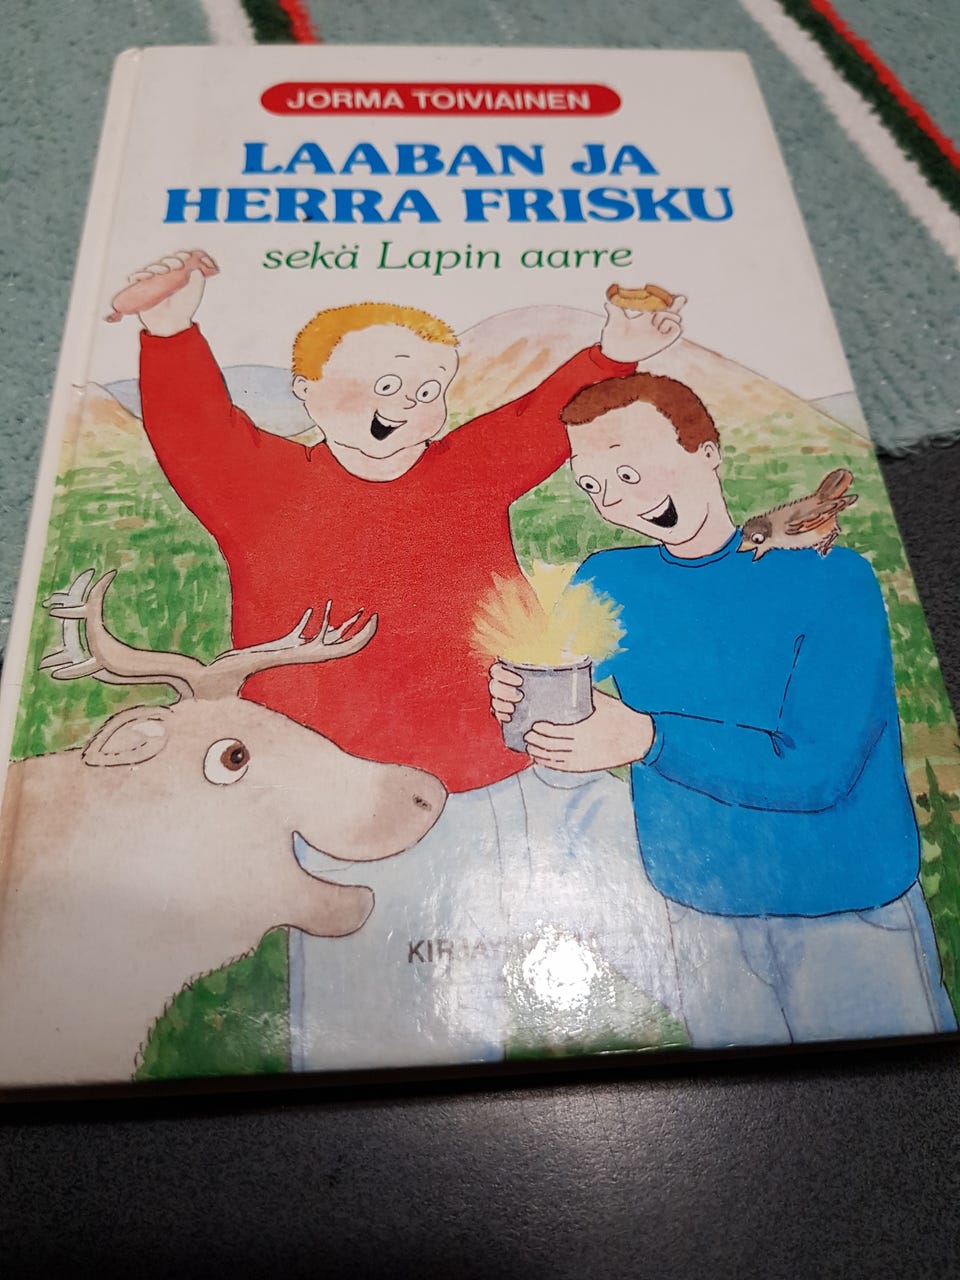 JORMA TOIVIAINEN
LAABAN JA
HERRA FRISKU
sekä Lapin aarre